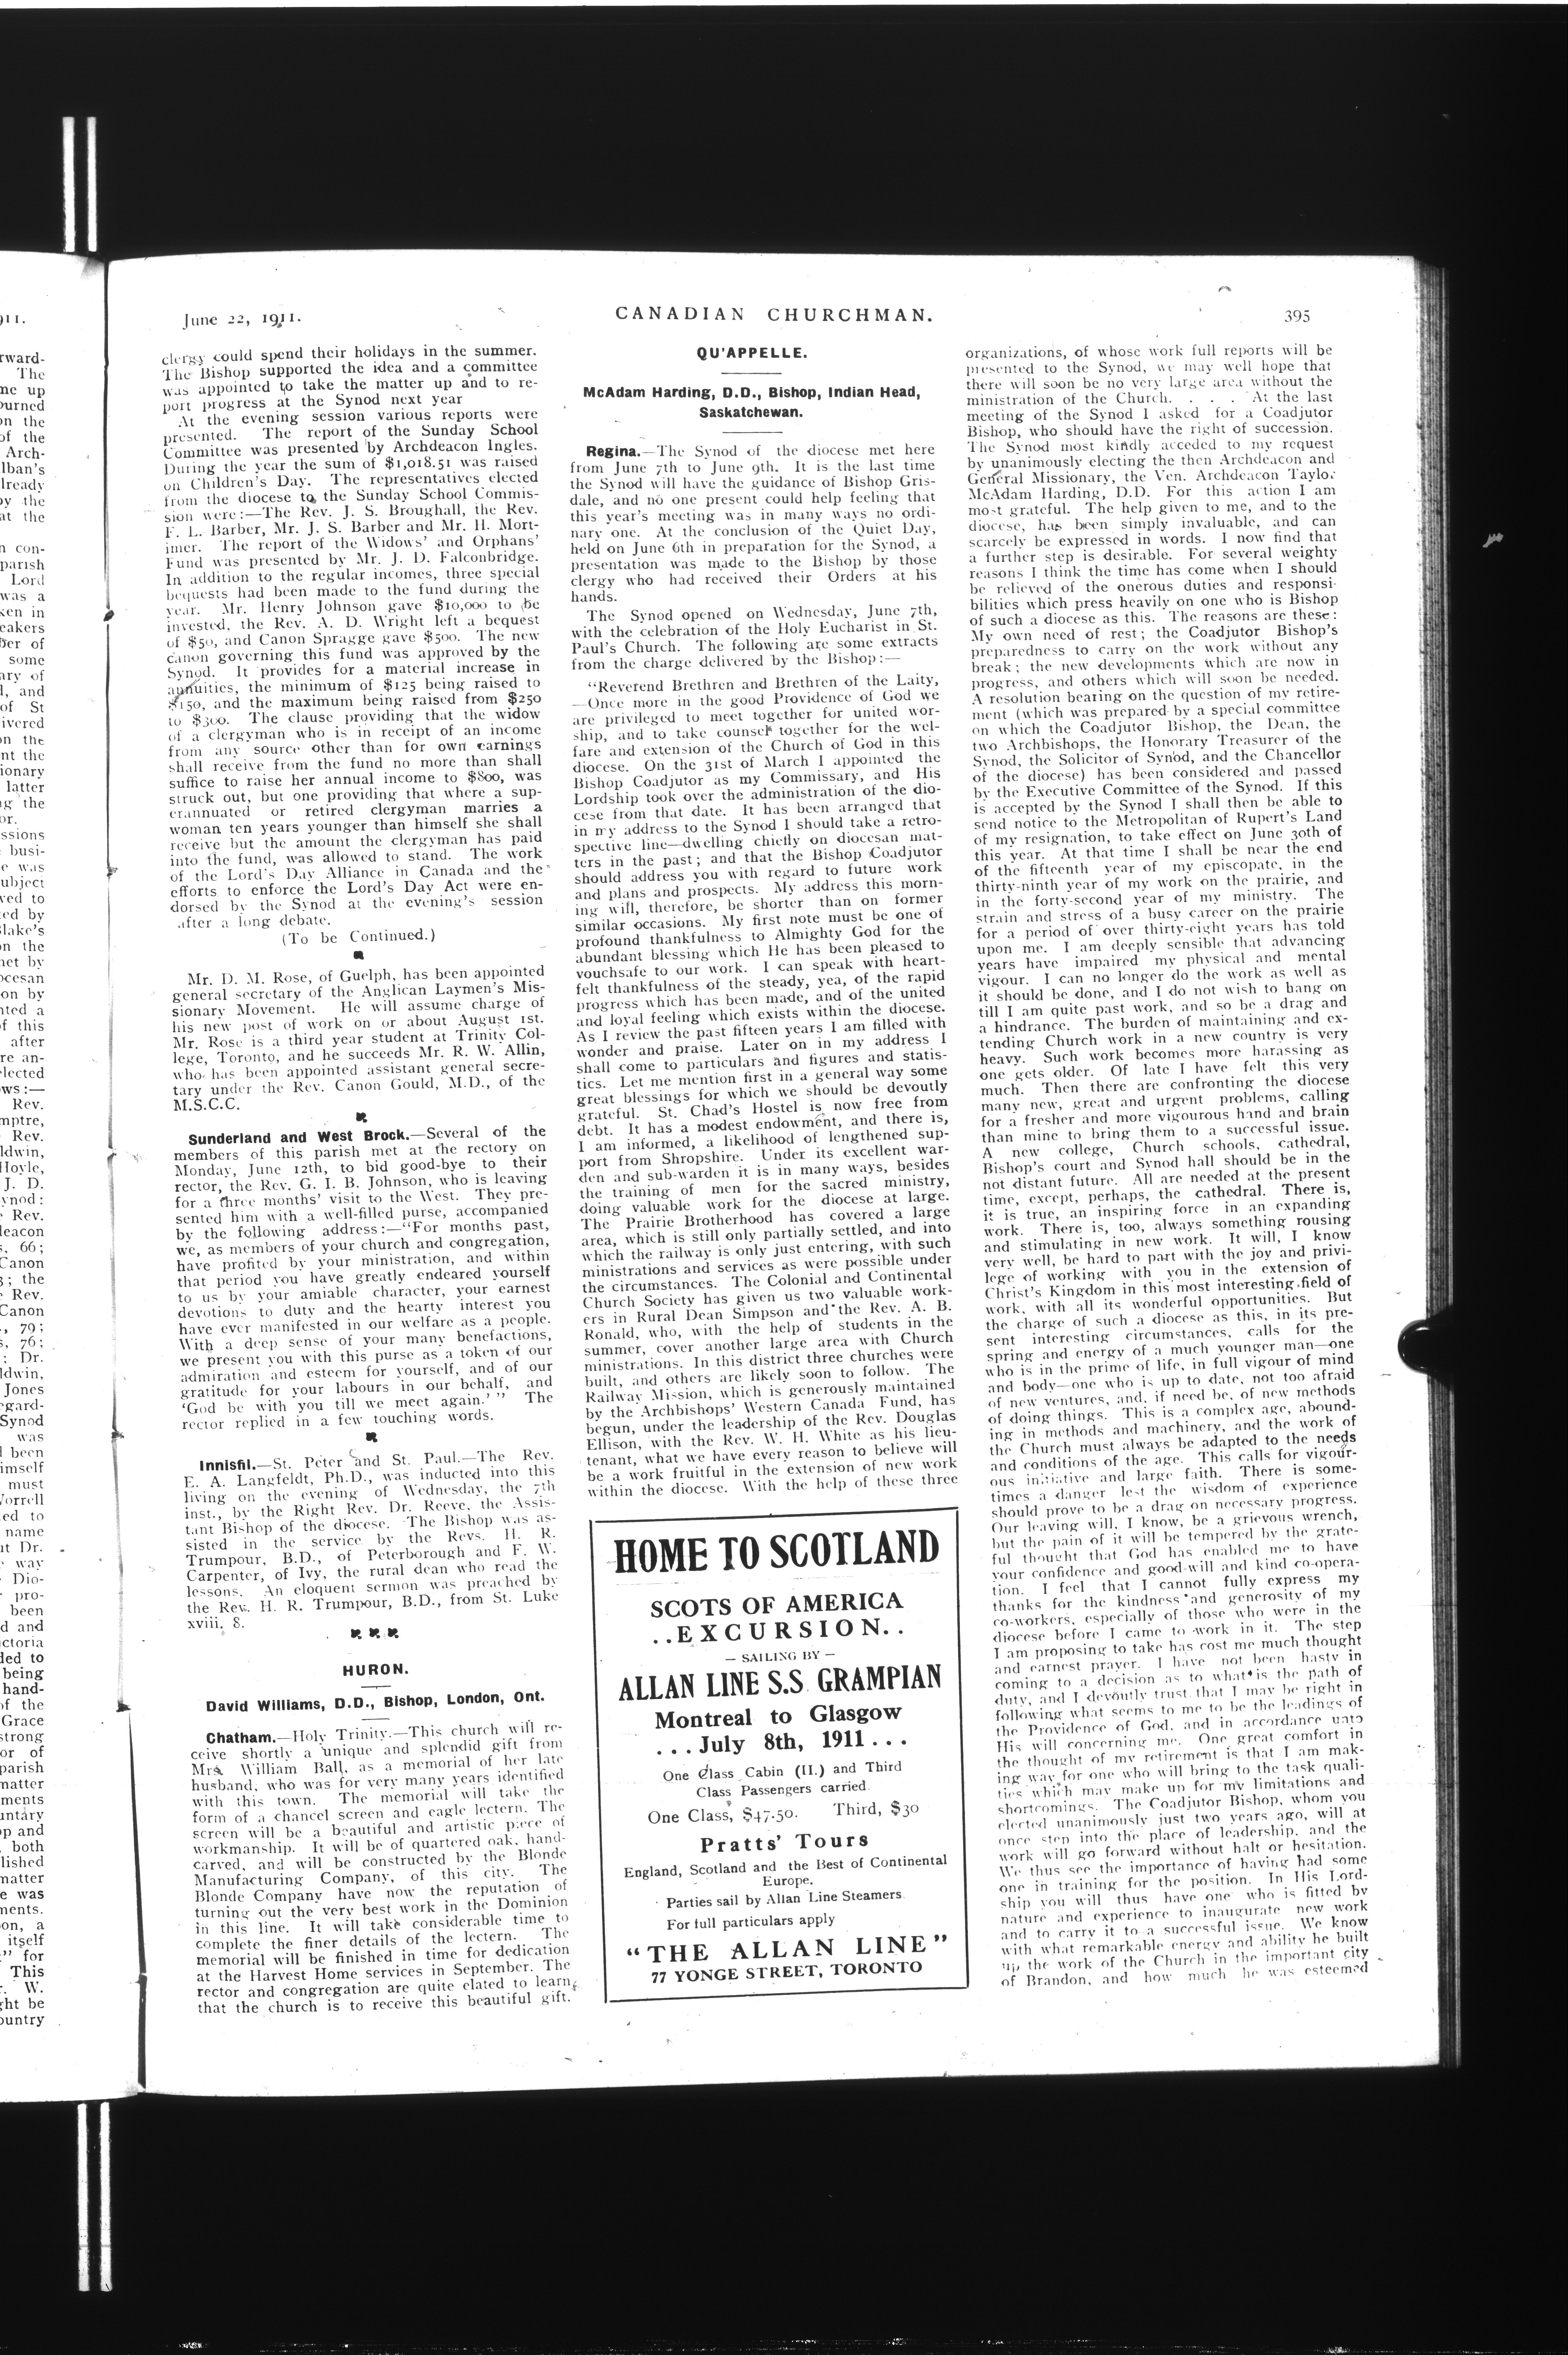 June 22, 1911.
CANADIAN CHURCHMAN.
395
clergy could spend their holidays in the summer.
The Bishop supported the idea and a committee
was appointed to take the matter up and to re-
port progress at the Synod next year
At the evening session various reports were
presented. The report of the Sunday School
Committee was presented by Archdeacon Ingles.
During the year the sum of $1,018.51 was raised
on Children's Day. The representatives elected
from the diocese to the Sunday School Commis-
sion were:—The Rev. J. S. Broughall, the Rev.
F. L. Barber, Mr. J. S. Barber and Mr. H. Mort-
imer. The report of the Widows' and Orphans'
Fund was presented by Mr. J. D. Falconbridge.
In addition to the regular incomes, three special
bequests had been made to the fund during the
year. Mr. Henry Johnson gave $10,000 to be
invested, the Rev. A. D. Wright left a bequest
of $50, and Canon Spragge gave $500. The new
canon governing this fund was approved by the
Synod. It provides for a material increase in
annuities, the minimum of $125 being raised to
$150, and the maximum being raised from $250
to $300. The clause providing that the widow
of a clergyman who is in receipt of an income
from any source other than for own earnings
shall receive from the fund no more than shall
suffice to raise her annual income to $800, was
struck out, but one providing that where a sup-
erannuated or retired clergyman marries a
woman ten years younger than himself she shall
receive but the amount the clergyman has paid
into the fund, was allowed to stand. The work
of the Lord's Day Alliance in Canada and the
efforts to enforce the Lord's Day Act were en-
dorsed by the Synod at the evening's session
after a long debate.
(To be Continued.)
Mr. D. M. Rose, of Guelph, has been appointed
general secretary of the Anglican Laymen's Mis-
sionary Movement. He will assume charge of
his new post of work on or about August 1st.
Mr. Rose is a third year student at Trinity Col-
lege, Toronto, and he succeeds Mr. R. W. Allin,
who has been appointed assistant general secre-
tary under the Rev. Canon Gould, M.D., of the
M.S.C.C.
Sunderland and West Brock.—Several of the
members of this parish met at the rectory on
Monday, June 12th, to bid good-bye to their
rector, the Rev. G. I. B. Johnson, who is leaving
for a three months' visit to the West. They pre-
sented him with a well-filled purse, accompanied
by the following address:—"For months past,
we, as members of your church and congregation,
have profited by your ministration, and within
that period you have greatly endeared yourself
to us by your amiable character, your earnest
devotions to duty and the hearty interest you
have ever manifested in our welfare as a people.
With a deep sense of your many benefactions,
we present you with this purse as a token of our
admiration and esteem for yourself, and of our
gratitude for your labours in our behalf, and
'God be with you till we meet again.'" The
rector replied in a few touching words.
Innisfil.—St. Peter and St. Paul.—The Rev.
E. A. Langfeldt, Ph.D., was inducted into this
living on the evening of Wednesday, the 7th
inst., by the Right Rev. Dr. Reeve, the Assis-
tant Bishop of the diocese. The Bishop was as-
sisted in the service by the Revs. H. R.
Trumpour, B.D., of Peterborough and F. W.
Carpenter, of Ivy, the rural dean who read the
lessons. An eloquent sermon was preached by
the Rev. H. R. Trumpour, B.D., from St. Luke
xviii. 8.
HURON.
David Williams, D.D., Bishop, London, Ont.
Chatham.—Holy Trinity.—This church will re-
ceive shortly a unique and splendid gift from
Mrs. William Ball, as a memorial of her late
husband, who was for very many years identified
with this town. The memorial will take the
form of a chancel screen and eagle lectern. The
screen will be a beautiful and artistic piece of
workmanship. It will be of quartered oak, hand-
carved, and will be constructed by the Blonde
Manufacturing Company, of this city. The
Blonde Company have now the reputation of
turning out the very best work in the Dominion
in this line. It will take considerable time to
complete the finer details of the lectern. The
memorial will be finished in time for dedication
at the Harvest Home services in September. The
rector and congregation are quite elated to learn
that the church is to receive this beautiful gift.
QU'APPELLE.
McAdam Harding, D.D., Bishop, Indian Head,
Saskatchewan.
Regina.—The Synod of the diocese met here
from June 7th to June 9th. It is the last time
the Synod will have the guidance of Bishop Gris-
dale, and no one present could help feeling that
this year's meeting was in many ways no ordi-
nary one. At the conclusion of the Quiet Day,
held on June 6th in preparation for the Synod, a
presentation was made to the Bishop by those
clergy who had received their Orders at his
hands.
The Synod opened on Wednesday, June 7th,
with the celebration of the Holy Eucharist in St.
Paul's Church. The following are some extracts
from the charge delivered by the Bishop:—
"Reverend Brethren and Brethren of the Laity,
—Once more in the good Providence of God we
are privileged to meet together for united wor-
ship, and to take counsel together for the wel-
fare and extension of the Church of God in this
diocese. On the 31st of March I appointed the
Bishop Coadjutor as my Commissary, and His
Lordship took over the administration of the dio-
cese from that date. It has been arranged that
in my address to the Synod I should take a retro-
spective line—dwelling chiefly on diocesan mat-
ters in the past; and that the Bishop Coadjutor
should address you with regard to future work
and plans and prospects. My address this morn-
ing will, therefore, be shorter than on former
similar occasions. My first note must be one of
profound thankfulness to Almighty God for the
abundant blessing which He has been pleased to
vouchsafe to our work. I can speak with heart-
felt thankfulness of the steady, yea, of the rapid
progress which has been made, and of the united
and loyal feeling which exists within the diocese.
As I review the past fifteen years I am filled with
wonder and praise. Later on in my address I
shall come to particulars and figures and statis-
tics. Let me mention first in a general way some
great blessings for which we should be devoutly
grateful. St. Chad's Hostel is now free from
debt. It has a modest endowment, and there is,
I am informed, a likelihood of lengthened sup-
port from Shropshire. Under its excellent war-
den and sub-warden it is in many ways, besides
the training of men for the sacred ministry,
doing valuable work for the diocese at large.
The Prairie Brotherhood has covered a large
area, which is still only partially settled, and into
which the railway is only just entering, with such
ministrations and services as were possible under
the circumstances. The Colonial and Continental
Church Society has given us two valuable work-
ers in Rural Dean Simpson and the Rev. A. B.
Ronald, who, with the help of students in the
summer, cover another large area with Church
ministrations. In this district three churches were
built, and others are likely soon to follow. The
Railway Mission, which is generously maintained
by the Archbishops' Western Canada Fund, has
begun, under the leadership of the Rev. Douglas
Ellison, with the Rev. W. H. White as his lieu-
tenant, what we have every reason to believe will
be a work fruitful in the extension of new work
within the diocese. With the help of these three
HOME TO SCOTLAND
SCOTS OF AMERICA
..EXCURSION..
— SAILING BY —
ALLAN LINE S.S. GRAMPIAN
Montreal to Glasgow
...July 8th, 1911...
One Class Cabin (II.) and Third
Class Passengers carried
One Class, $47.50. Third, $30
Pratts' Tours
England, Scotland and the Best of Continental
Europe.
Parties sail by Allan Line Steamers
For full particulars apply
"THE ALLAN LINE"
77 YONGE STREET, TORONTO
organizations, of whose work full reports will be
presented to the Synod, we may well hope that
there will soon be no very large area without the
ministration of the Church. . . . At the last
meeting of the Synod I asked for a Coadjutor
Bishop, who should have the right of succession.
The Synod most kindly acceded to my request
by unanimously electing the then Archdeacon and
General Missionary, the Ven. Archdeacon Taylor
McAdam Harding, D.D. For this action I am
most grateful. The help given to me, and to the
diocese, has been simply invaluable, and can
scarcely be expressed in words. I now find that
a further step is desirable. For several weighty
reasons I think the time has come when I should
be relieved of the onerous duties and responsi-
bilities which press heavily on one who is Bishop
of such a diocese as this. The reasons are these:
My own need of rest; the Coadjutor Bishop's
preparedness to carry on the work without any
break; the new developments which are now in
progress, and others which will soon be needed.
A resolution bearing on the question of my retire-
ment (which was prepared by a special committee
on which the Coadjutor Bishop, the Dean, the
two Archbishops, the Honorary Treasurer of the
Synod, the Solicitor of Synod, and the Chancellor
of the diocese) has been considered and passed
by the Executive Committee of the Synod. If this
is accepted by the Synod I shall then be able to
send notice to the Metropolitan of Rupert's Land
of my resignation, to take effect on June 30th of
this year. At that time I shall be near the end
of the fifteenth year of my episcopate, in the
thirty-ninth year of my work on the prairie, and
in the forty-second year of my ministry. The
strain and stress of a busy career on the prairie
for a period of over thirty-eight years has told
upon me. I am deeply sensible that advancing
years have impaired my physical and mental
vigour. I can no longer do the work as well as
it should be done, and I do not wish to hang on
till I am quite past work, and so be a drag and
a hindrance. The burden of maintaining and ex-
tending Church work in a new country is very
heavy. Such work becomes more harassing as
one gets older. Of late I have felt this very
much. Then there are confronting the diocese
many new, great and urgent problems, calling
for a fresher and more vigourous hand and brain
than mine to bring them to a successful issue.
A new college, Church schools, cathedral,
Bishop's court and Synod hall should be in the
not distant future. All are needed at the present
time, except, perhaps, the cathedral. There is,
it is true, an inspiring force in an expanding
work. There is, too, always something rousing
and stimulating in new work. It will, I know
very well, be hard to part with the joy and privi-
lege of working with you in the extension of
Christ's Kingdom in this most interesting field of
work, with all its wonderful opportunities. But
the charge of such a diocese as this, in its pre-
sent interesting circumstances, calls for the
spring and energy of a much younger man—one
who is in the prime of life, in full vigour of mind
and body—one who is up to date, not too afraid
of new ventures, and, if need be, of new methods
of doing things. This is a complex age, abound-
ing in methods and machinery, and the work of
the Church must always be adapted to the needs
and conditions of the age. This calls for vigour-
ous initiative and large faith. There is some-
times a danger lest the wisdom of experience
should prove to be a drag on necessary progress.
Our leaving will, I know, be a grievous wrench,
but the pain of it will be tempered by the grate-
ful thought that God has enabled me to have
your confidence and good-will and kind co-opera-
tion. I feel that I cannot fully express my
thanks for the kindness and generosity of my
co-workers, especially of those who were in the
diocese before I came to work in it. The step
I am proposing to take has cost me much thought
and earnest prayer. I have not been hasty in
coming to a decision as to what is the path of
duty, and I devoutly trust that I may be right in
following what seems to me to be the leadings of
the Providence of God, and in accordance unto
His will concerning me. One great comfort in
the thought of my retirement is that I am mak-
ing way for one who will bring to the task quali-
ties which may make up for my limitations and
shortcomings. The Coadjutor Bishop, whom you
elected unanimously just two years ago, will at
once step into the place of leadership, and the
work will go forward without halt or hesitation.
We thus see the importance of having had some
one in training for the position. In His Lord-
ship you will thus have one who is fitted by
nature and experience to inaugurate new work
and to carry it to a successful issue. We know
with what remarkable energy and ability he built
up the work of the Church in the important city
of Brandon, and how much he was esteemed